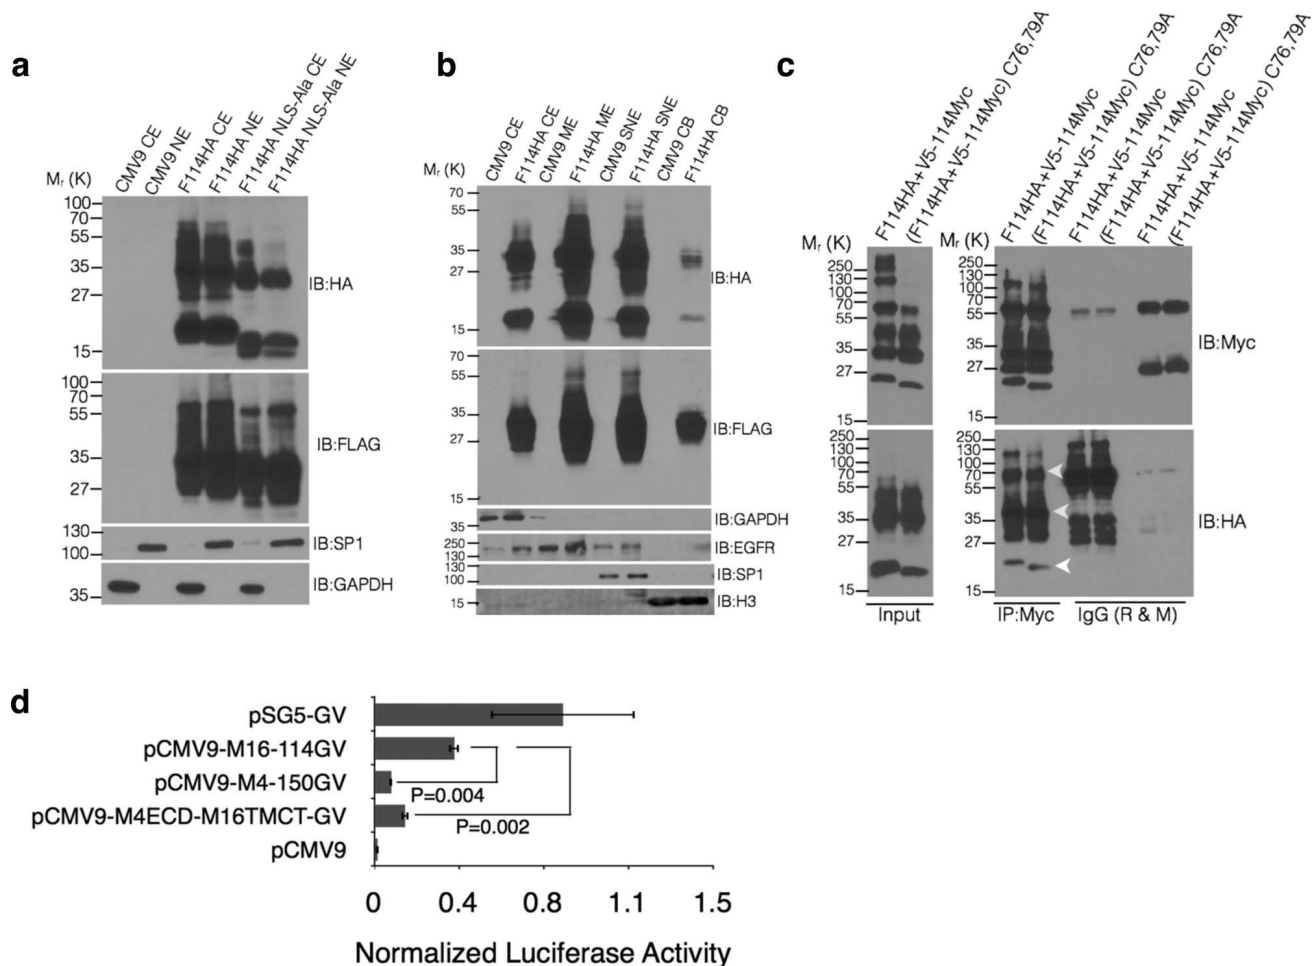 a
CMV9 CE
CMV9 NE
F114HA CE
F114HA NE
F114HA NLS-Ala CE
F114HA NLS-Ala NE
Mr (K)
100
70
55
35
27
15
IB:HA
100
70
55
35
27
IB:FLAG
130
100
IB:SP1
35
IB:GAPDH
b
CMV9 CE
F114HA CE
CMV9 ME
F114HA ME
CMV9 SNE
F114HA SNE
CMV9 CB
F114HA CB
Mr (K)
70
55
35
27
15
IB:HA
70
55
35
27
15
IB:FLAG
35
IB:GAPDH
250
130
IB:EGFR
130
100
IB:SP1
15
IB:H3
c
F114HA+V5-114Myc
(F114HA+V5-114Myc) C76,79A
Mr (K)
250
130
100
70
55
35
27
15
250
130
100
70
55
35
27
15
Input
F114HA+V5-114Myc
(F114HA+V5-114Myc) C76,79A
F114HA+V5-114Myc
(F114HA+V5-114Myc) C76,79A
F114HA+V5-114Myc
(F114HA+V5-114Myc) C76,79A
Mr (K)
250
130
100
70
55
35
27
15
IB:Myc
250
130
100
70
55
35
27
15
IB:HA
IP:Myc
IgG (R & M)
d
pSG5-GV
pCMV9-M16-114GV
pCMV9-M4-150GV
pCMV9-M4ECD-M16TMCT-GV
pCMV9
P=0.004
P=0.002
0 0.4 0.8 1.1 1.5
Normalized Luciferase Activity